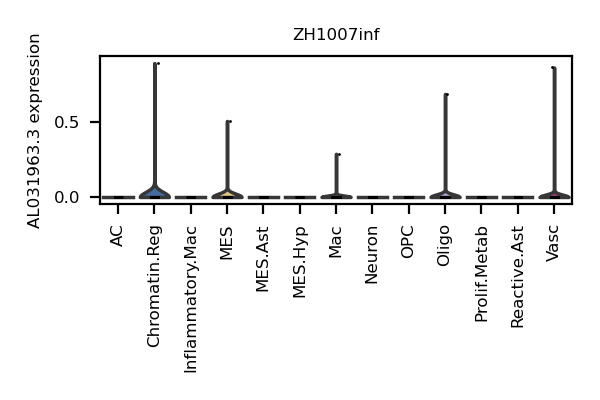 ZH1007inf
AL031963.3 expression
0.5
0.0
AC
Chromatin.Reg
Inflammatory.Mac
MES
MES.Ast
MES.Hyp
Mac
Neuron
OPC
Oligo
Prolif.Metab
Reactive.Ast
Vasc